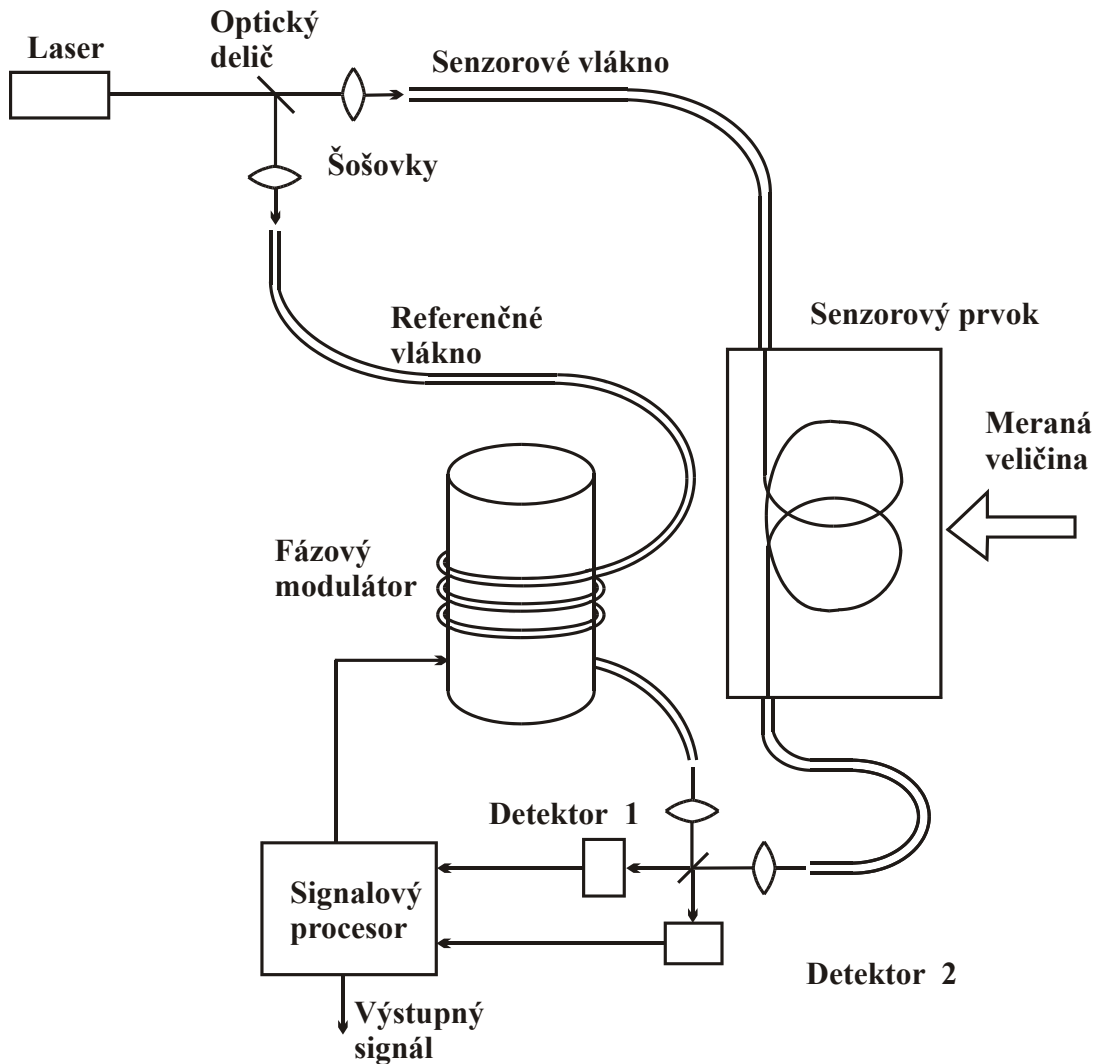 Optický
delič
Laser
Senzorové vlákno
Šošovky
Referenčné
vlákno
Senzorový prvok
Meraná
veličina
Fázový
modulátor
Detektor 1
Signalový
procesor
Detektor 2
Výstupný
signál